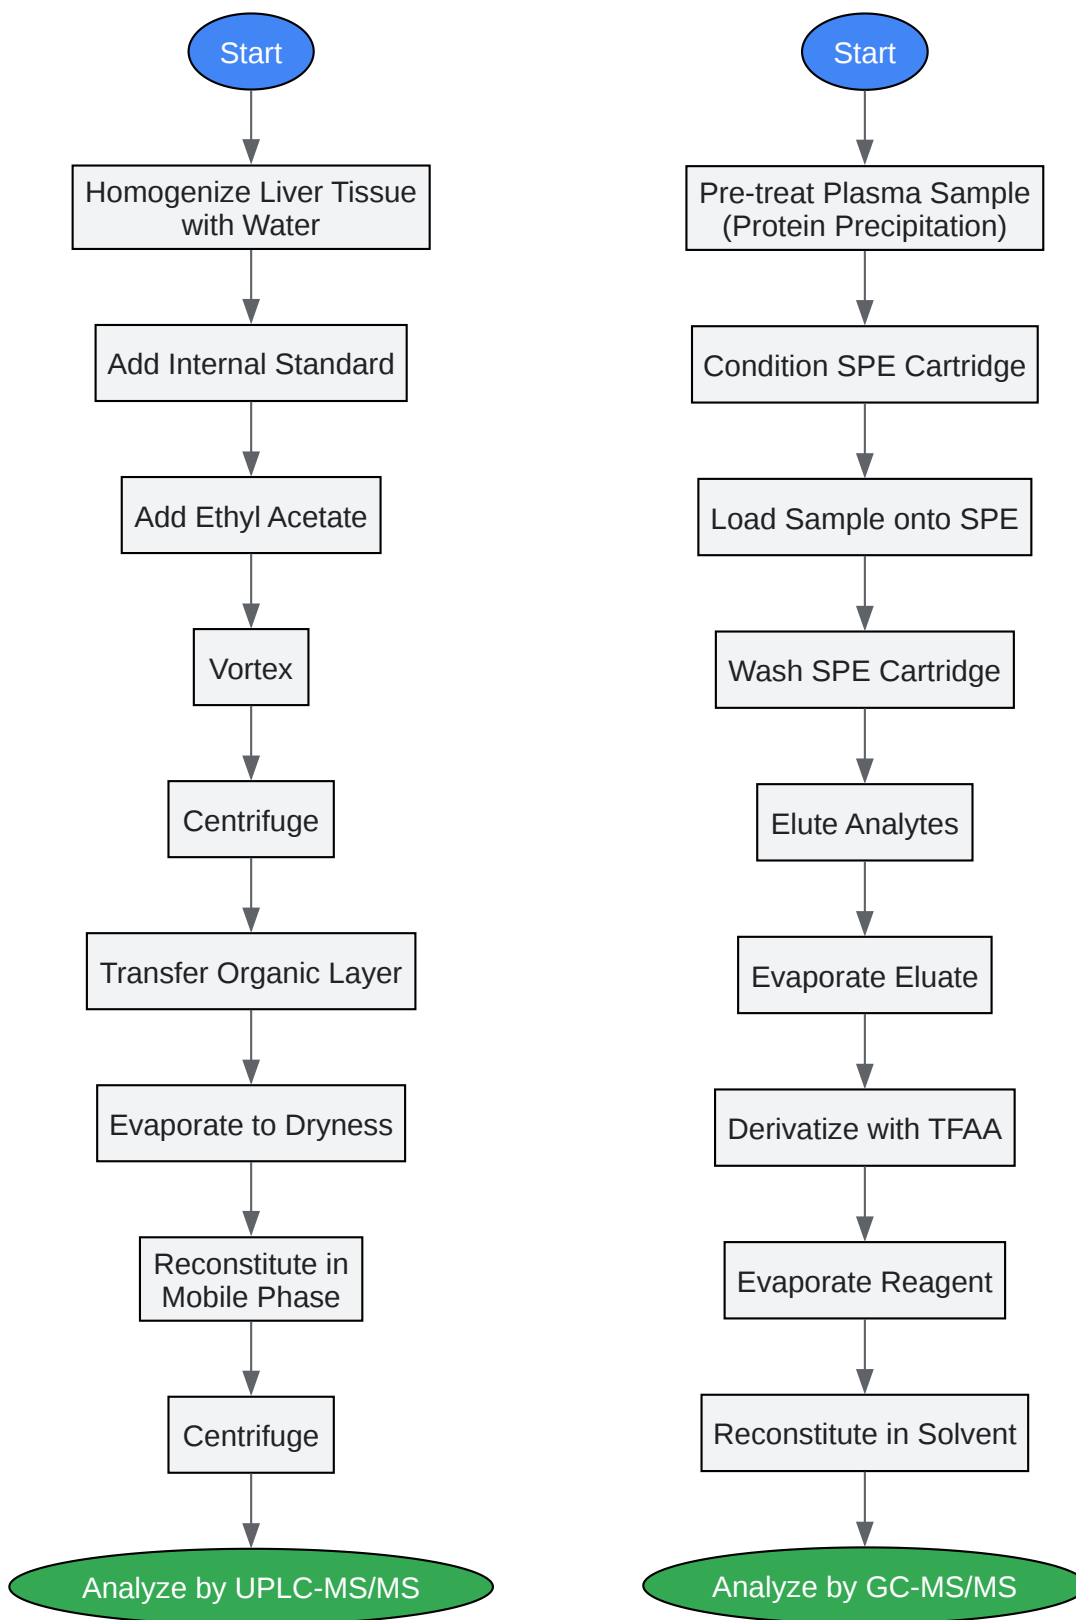 Start
Homogenize Liver Tissue
with Water
Add Internal Standard
Add Ethyl Acetate
Vortex
Centrifuge
Transfer Organic Layer
Evaporate to Dryness
Reconstitute in
Mobile Phase
Centrifuge
Analyze by UPLC-MS/MS
Start
Pre-treat Plasma Sample
(Protein Precipitation)
Condition SPE Cartridge
Load Sample onto SPE
Wash SPE Cartridge
Elute Analytes
Evaporate Eluate
Derivatize with TFAA
Evaporate Reagent
Reconstitute in Solvent
Analyze by GC-MS/MS